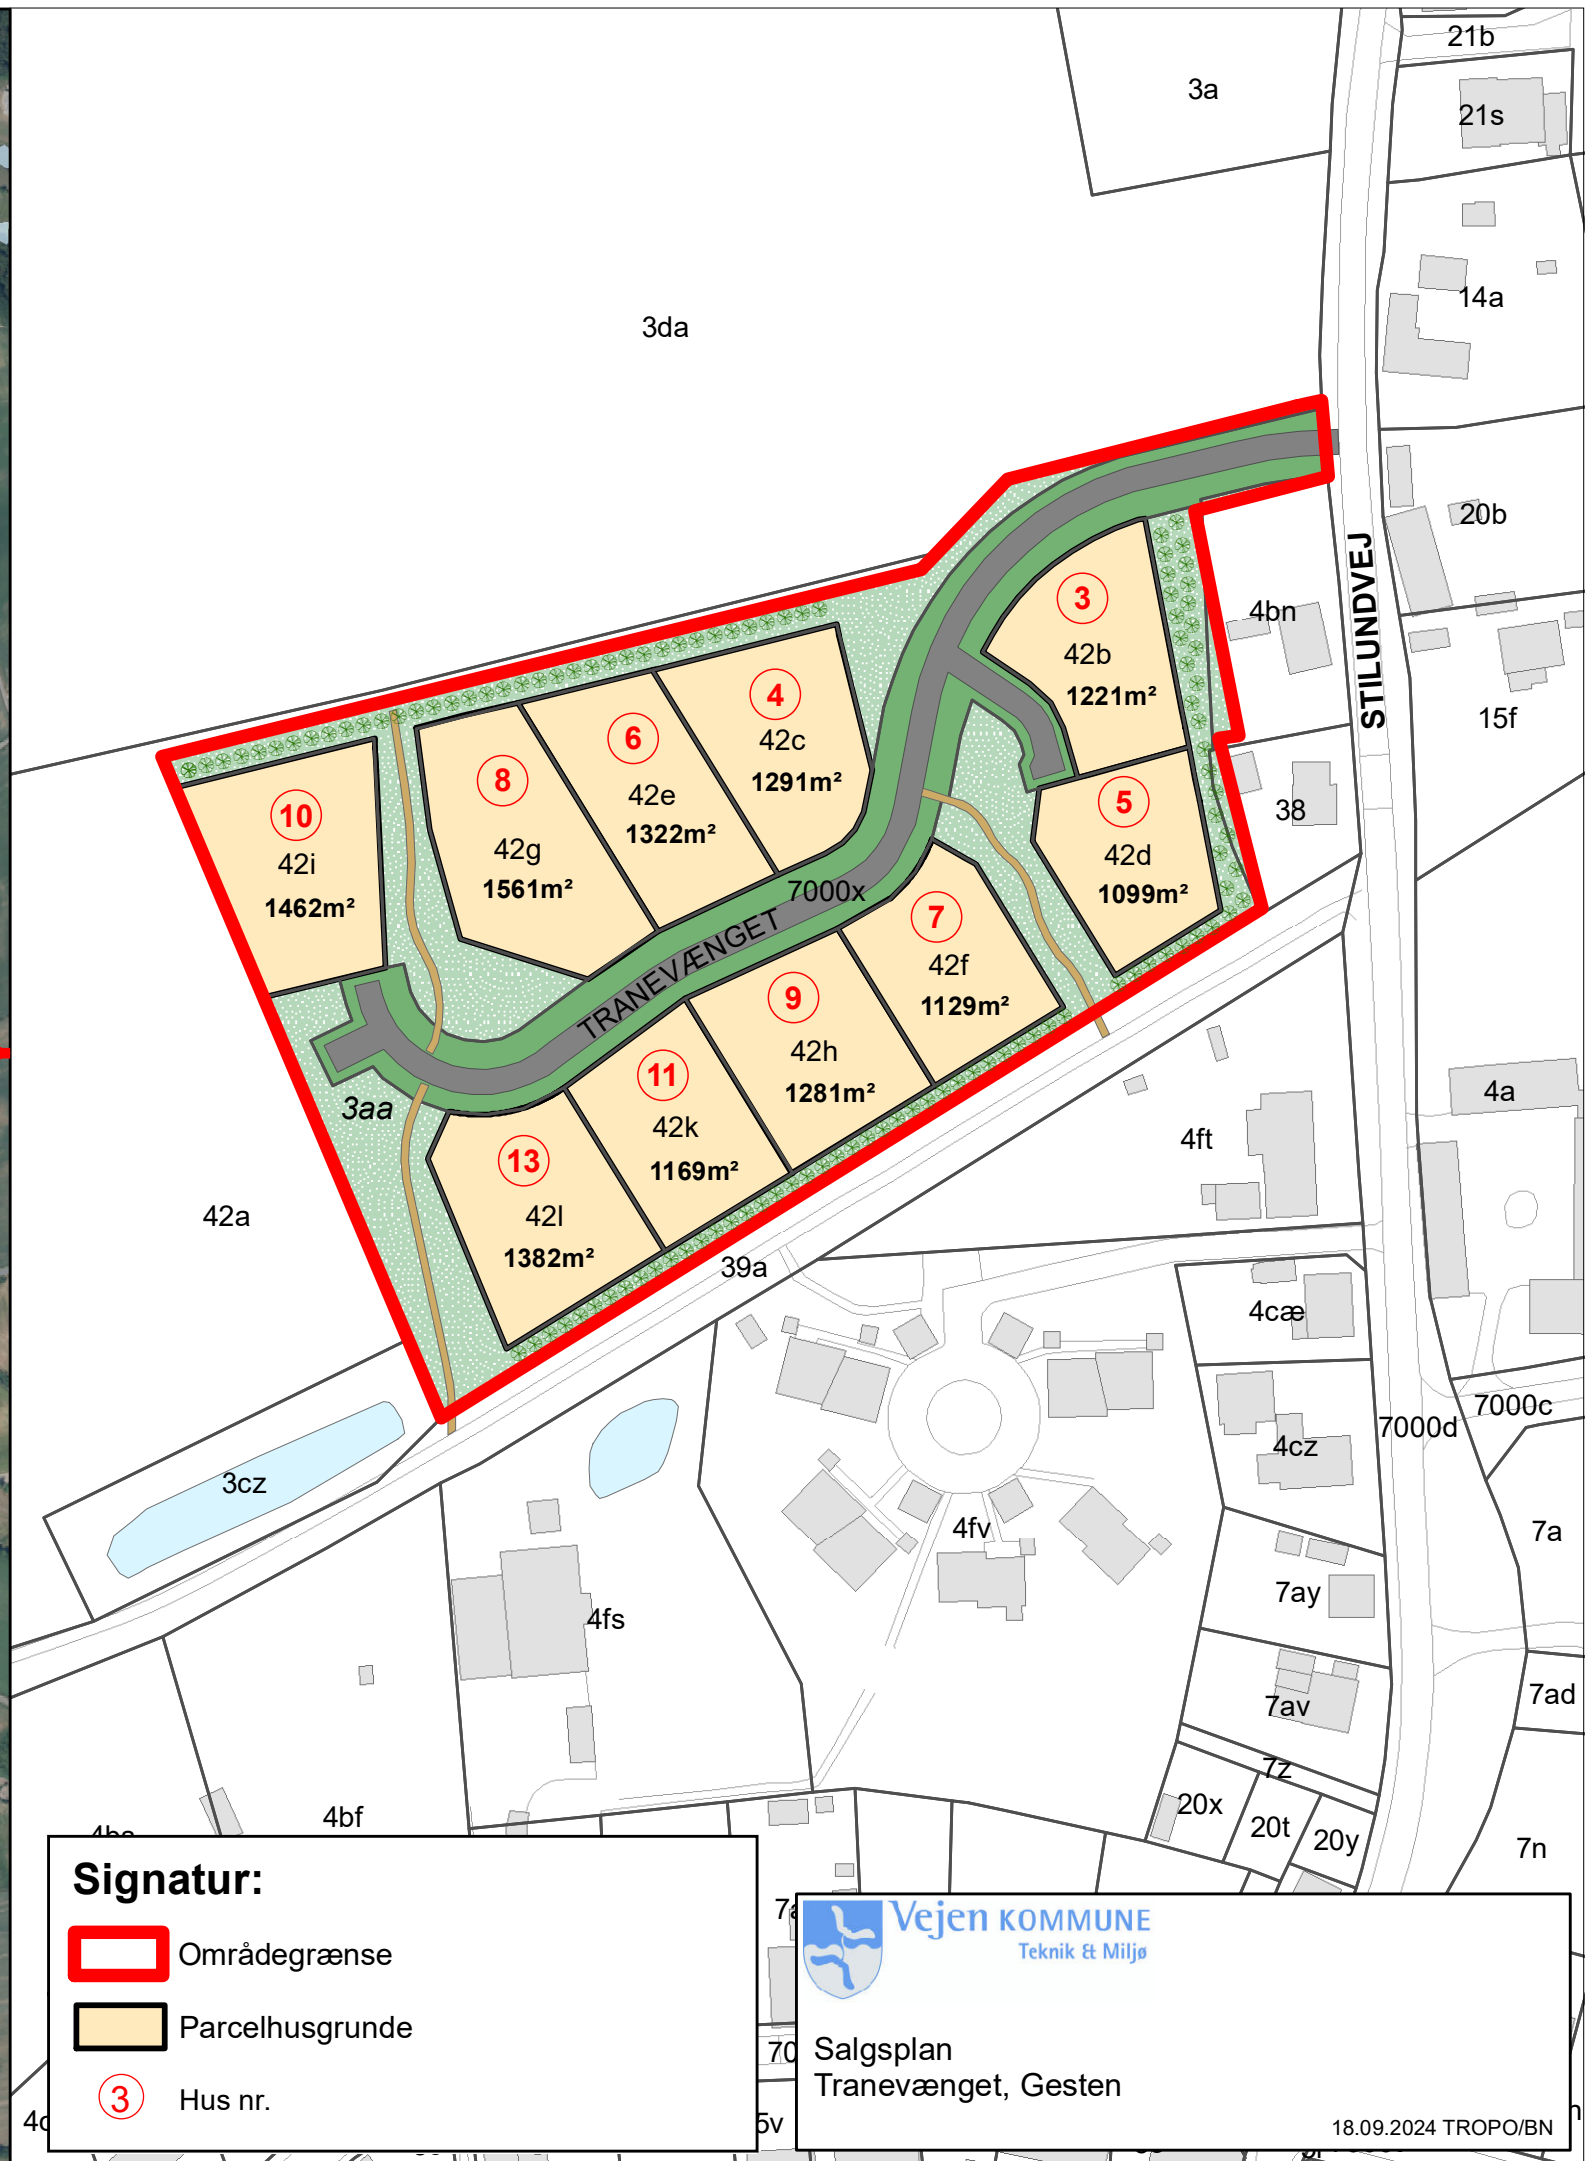 21b
3a
21s
14a
3da
20b
STILUNDVEJ
3
4bn
42b
1221m²
4
15f
6
42c
8
1291m²
42e
5
38
10
1322m²
42g
42d
42i
1561m²
7000x
1099m²
1462m²
7
TRANEVÆNGET
42f
9
1129m²
42h
11
1281m²
4a
3aa
42k
4ft
13
1169m²
42a
42l
1382m²
39a
4cæ
7000c
7000d
4cz
3cz
4fv
7a
7ay
4fs
7ad
7av
7z
20x
4bf
20t
20y
7n
Signatur:
Områdegrænse
Parcelhusgrunde
3 Hus nr.
Vejen KOMMUNE
Teknik & Miljø
Salgsplan
Tranevænget, Gesten
18.09.2024 TROPO/BN
5v